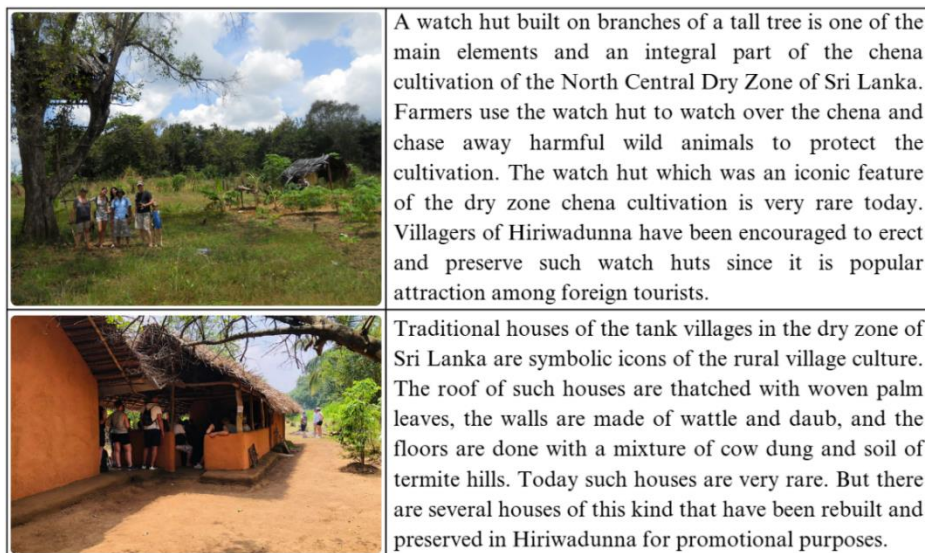 A watch hut built on branches of a tall tree is one of the
main elements and an integral part of the chena
cultivation of the North Central Dry Zone of Sri Lanka.
Farmers use the watch hut to watch over the chena and
chase away harmful wild animals to protect the
cultivation. The watch hut which was an iconic feature
of the dry zone chena cultivation is very rare today.
Villagers of Hiriwadunna have been encouraged to erect
and preserve such watch huts since it is popular
attraction among foreign tourists.
Traditional houses of the tank villages in the dry zone of
Sri Lanka are symbolic icons of the rural village culture.
The roof of such houses are thatched with woven palm
leaves, the walls are made of wattle and daub, and the
floors are done with a mixture of cow dung and soil of
termite hills. Today such houses are very rare. But there
are several houses of this kind that have been rebuilt and
preserved in Hiriwadunna for promotional purposes.